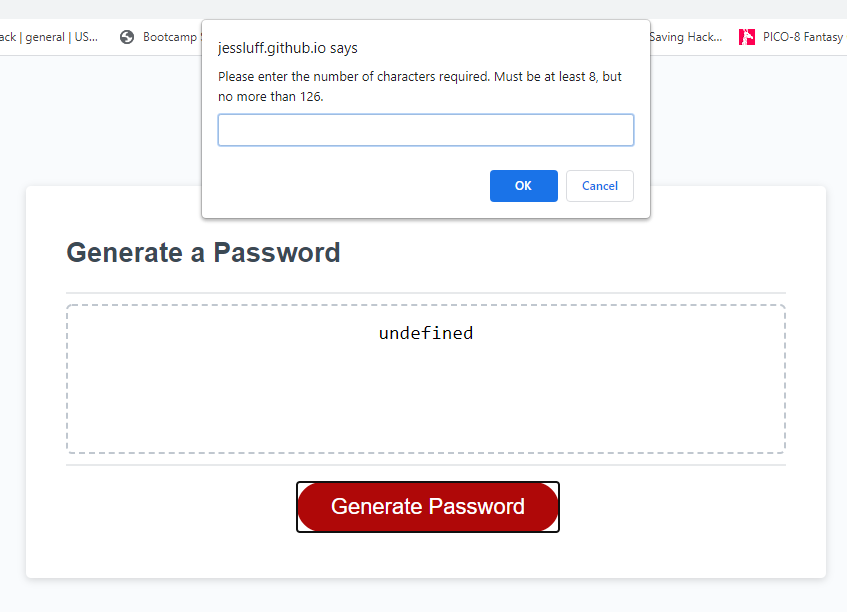 ack | general | US...
Bootcamp
Saving Hack...
PICO-8 Fantasy
jessluff.github.io says
Please enter the number of characters required. Must be at least 8, but
no more than 126.
OK
Cancel
Generate a Password
undefined
Generate Password